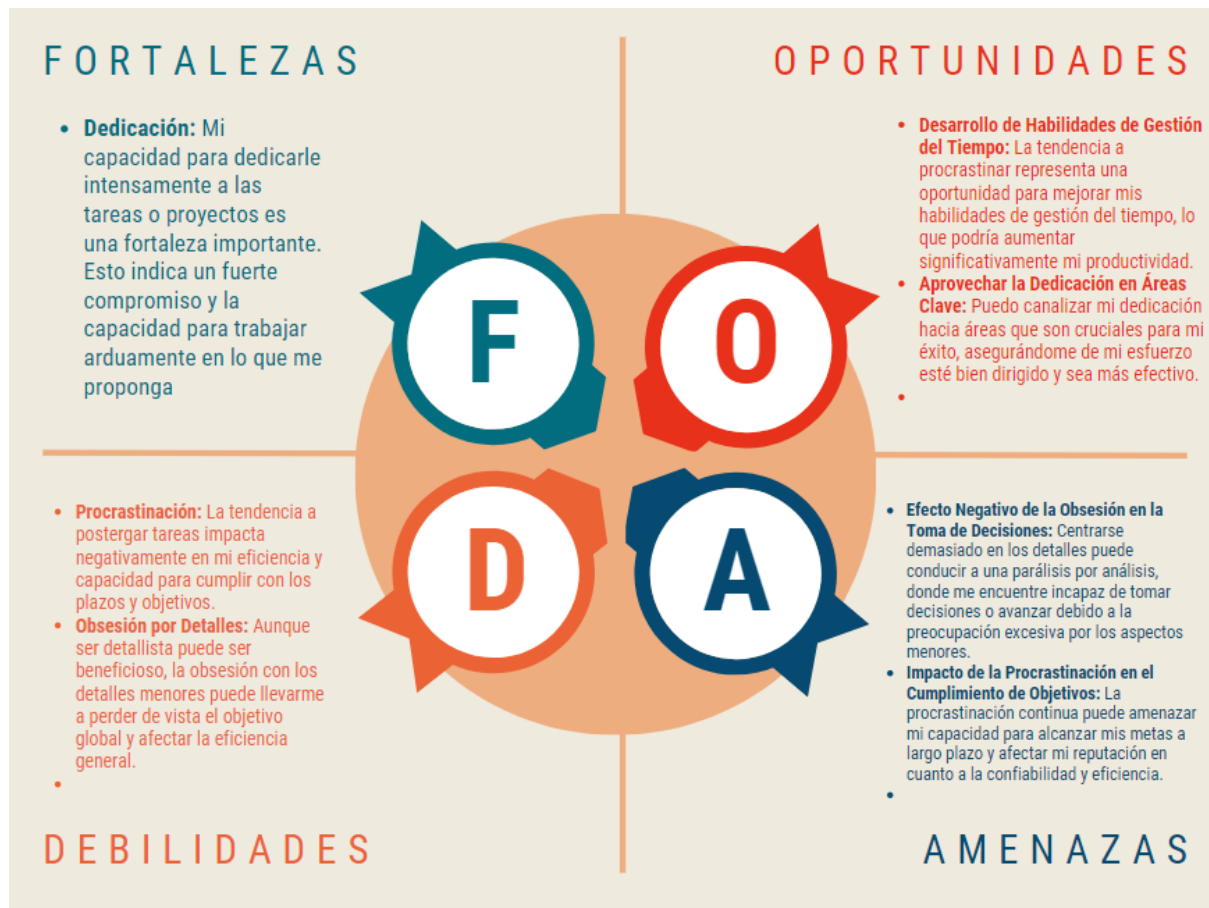 FORTALEZAS
• Dedicación: Mi
capacidad para dedicarle
intensamente a las
tareas o proyectos es
una fortaleza importante.
Esto indica un fuerte
compromiso y la
capacidad para trabajar
arduamente en lo que me
proponga
OPORTUNIDADES
• Desarrollo de Habilidades de Gestión
del Tiempo: La tendencia a
procrastinar representa una
oportunidad para mejorar mis
habilidades de gestión del tiempo, lo
que podría aumentar
significativamente mi productividad.
• Aprovechar la Dedicación en Áreas
Clave: Puedo canalizar mi dedicación
hacia áreas que son cruciales para mi
éxito, asegurándome de mi esfuerzo
esté bien dirigido y sea más efectivo.
•
F
O
D
A
• Procrastinación: La tendencia a
postergar tareas impacta
negativamente en mi eficiencia y
capacidad para cumplir con los
plazos y objetivos.
• Obsesión por Detalles: Aunque
ser detallista puede ser
beneficioso, la obsesión con los
detalles menores puede llevarme
a perder de vista el objetivo
global y afectar la eficiencia
general.
•
DEBILIDADES
• Efecto Negativo de la Obsesión en la
Toma de Decisiones: Centrarse
demasiado en los detalles puede
conducir a una parálisis por análisis,
donde me encuentre incapaz de tomar
decisiones o avanzar debido a la
preocupación excesiva por los aspectos
menores.
• Impacto de la Procrastinación en el
Cumplimiento de Objetivos: La
procrastinación continua puede amenazar
mi capacidad para alcanzar mis metas a
largo plazo y afectar mi reputación en
cuanto a la confiabilidad y eficiencia.
•
AMENAZAS